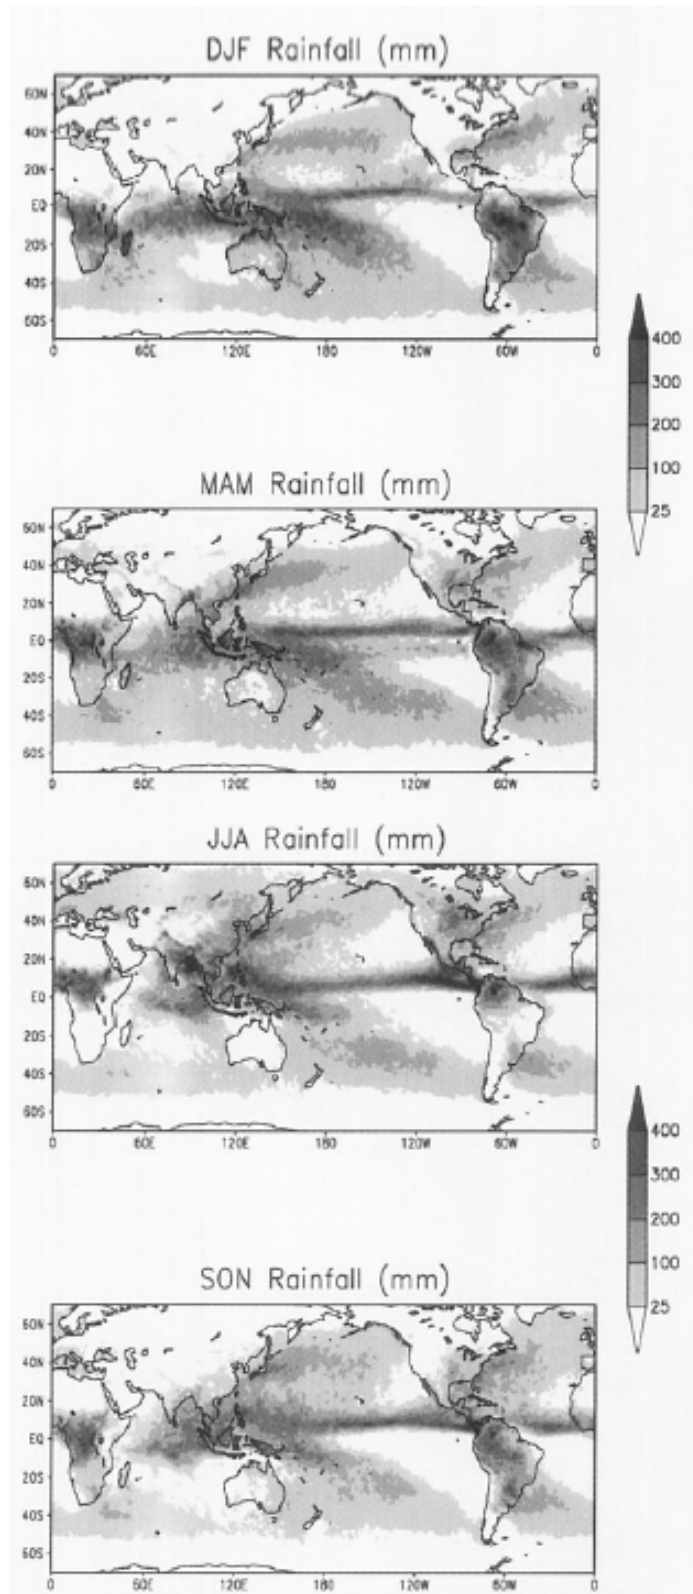 DJF Rainfall (mm)
60N
40N
20N
EQ
20S
40S
60S
0 60E 120E 180 120W 60W 0
400
300
200
100
25
MAM Rainfall (mm)
60N
40N
20N
EQ
20S
40S
60S
0 60E 120E 180 120W 60W 0
JJA Rainfall (mm)
60N
40N
20N
EQ
20S
40S
60S
0 60E 120E 180 120W 60W 0
400
300
200
100
25
SON Rainfall (mm)
60N
40N
20N
EQ
20S
40S
60S
0 60E 120E 180 120W 60W 0